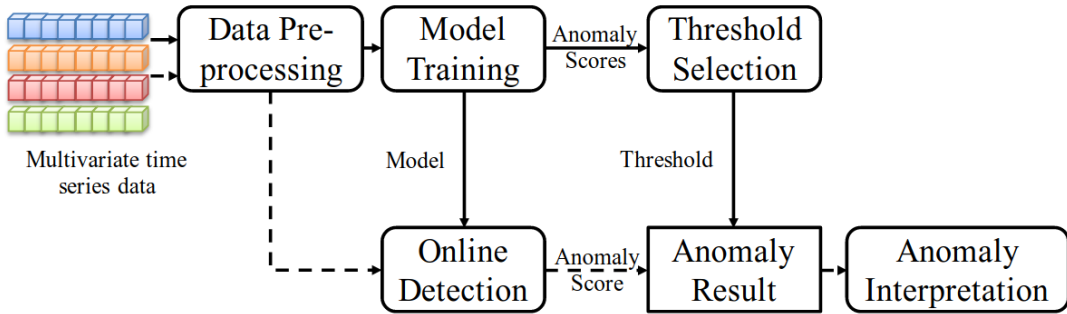 Data Pre-
processing
Model
Training
Anomaly
Scores
Threshold
Selection
Multivariate time
series data
Model
Threshold
Online
Detection
Anomaly
Score
Anomaly
Result
Anomaly
Interpretation